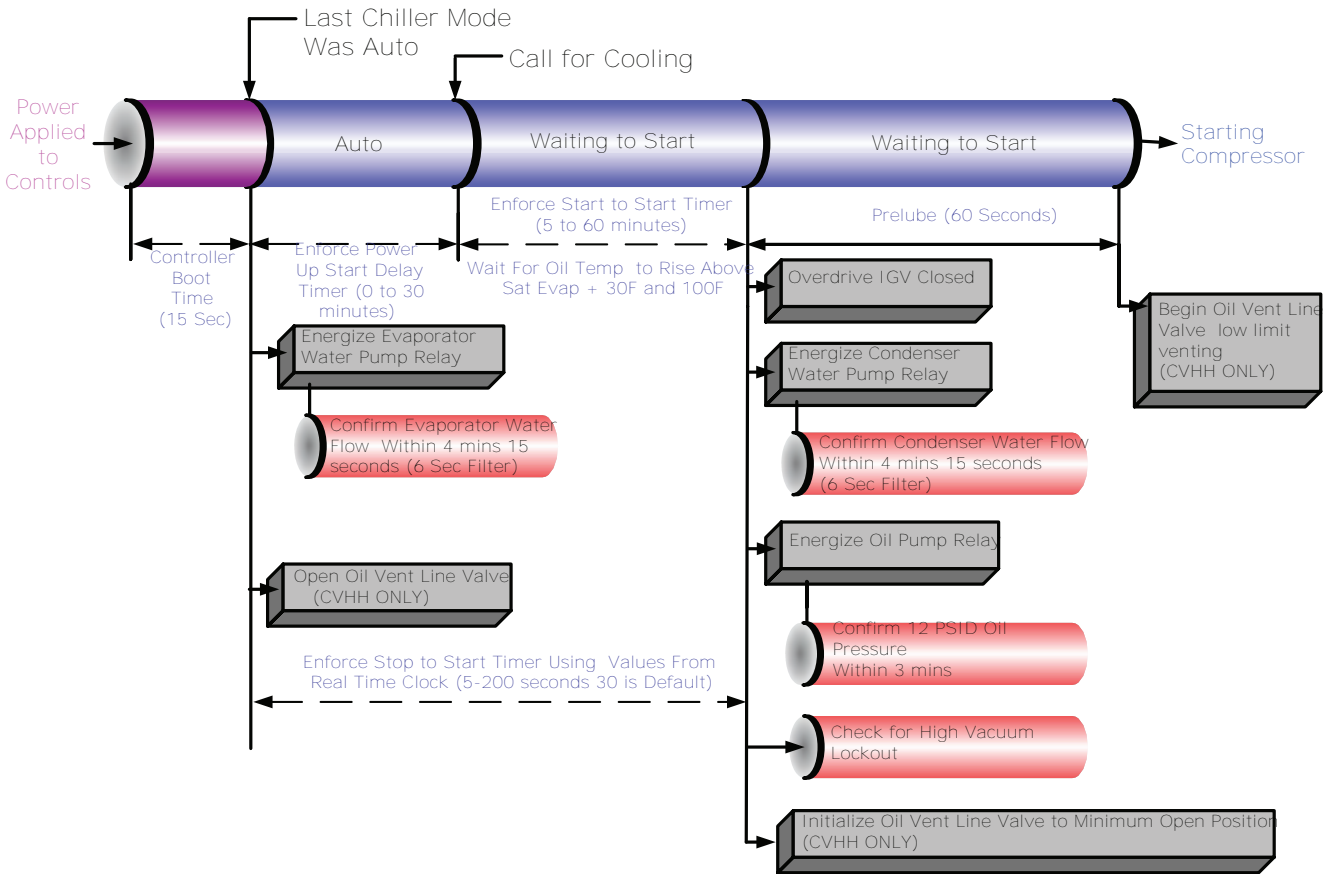 Last Chiller Mode
Was Auto
Call for Cooling
Power
Applied
to
Controls
Auto
Waiting to Start
Waiting to Start
Starting
Compressor
Controller
Boot
Time
(15 Sec)
Enforce Power
Up Start Delay
Timer (0 to 30
minutes)
Enforce Start to Start Timer
(5 to 60 minutes)
Wait For Oil Temp to Rise Above
Sat Evap + 30F and 100F
Prelube (60 Seconds)
Energize Evaporator
Water Pump Relay
Confirm Evaporator Water
Flow Within 4 mins 15
seconds (6 Sec Filter)
Open Oil Vent Line Valve
(CVHH ONLY)
Enforce Stop to Start Timer Using Values From
Real Time Clock (5-200 seconds 30 is Default)
Overdrive IGV Closed
Energize Condenser
Water Pump Relay
Confirm Condenser Water Flow
Within 4 mins 15 seconds
(6 Sec Filter)
Energize Oil Pump Relay
Confirm 12 PSID Oil
Pressure
Within 3 mins
Check for High Vacuum
Lockout
Initialize Oil Vent Line Valve to Minimum Open Position
(CVHH ONLY)
Begin Oil Vent Line
Valve low limit
venting
(CVHH ONLY)